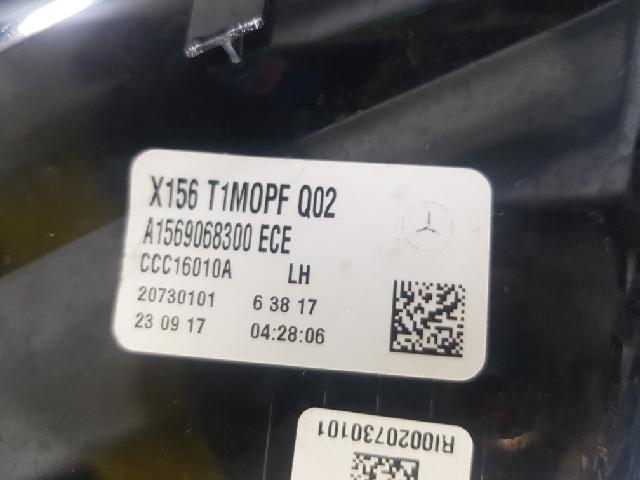 X156 T1MOPF Q02
A1569068300 ECE
CCC16010A LH
20730101 6 38 17
23 09 17 04:28:06
RI0020730101